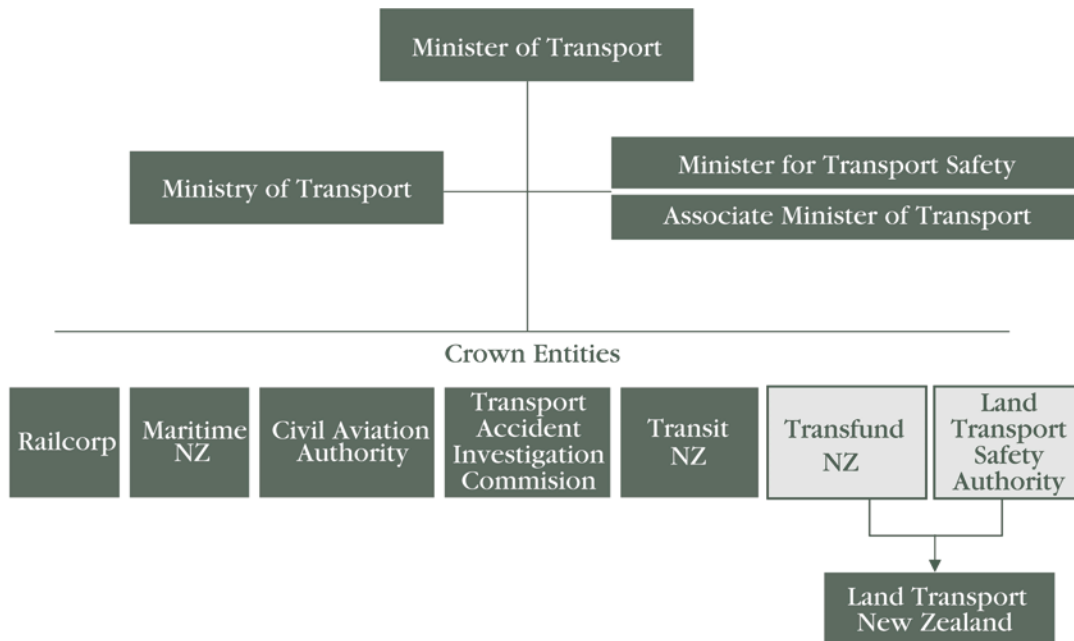 Minister of Transport
Ministry of Transport
Minister for Transport Safety
Associate Minister of Transport
Crown Entities
Railcorp
Maritime
NZ
Civil Aviation
Authority
Transport
Accident
Investigation
Commision
Transit
NZ
Transfund
NZ
Land
Transport
Safety
Authority
Land Transport
New Zealand